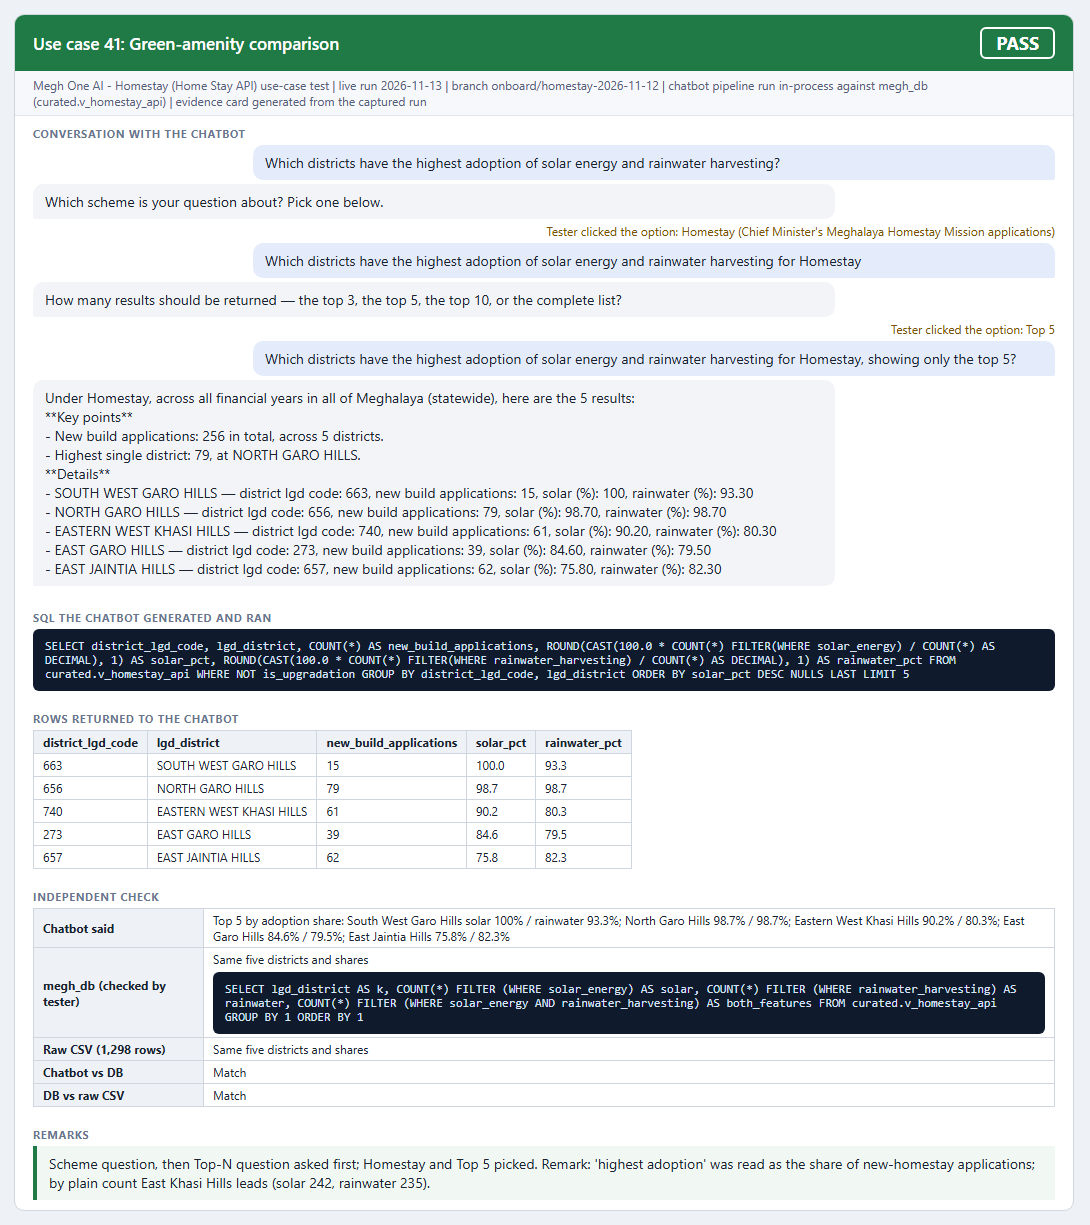 Use case 41: Green-amenity comparison
PASS
Megh One AI - Homestay (Home Stay API) use-case test | live run 2026-11-13 | branch onboard/homestay-2026-11-12 | chatbot pipeline run in-process against megh_db
(curated.v_homestay_api) | evidence card generated from the captured run
CONVERSATION WITH THE CHATBOT
Which districts have the highest adoption of solar energy and rainwater harvesting?
Which scheme is your question about? Pick one below.
Tester clicked the option: Homestay (Chief Minister's Meghalaya Homestay Mission applications)
Which districts have the highest adoption of solar energy and rainwater harvesting for Homestay
How many results should be returned — the top 3, the top 5, the top 10, or the complete list?
Tester clicked the option: Top 5
Which districts have the highest adoption of solar energy and rainwater harvesting for Homestay, showing only the top 5?
Under Homestay, across all financial years in all of Meghalaya (statewide), here are the 5 results:
**Key points**
- New build applications: 256 in total, across 5 districts.
- Highest single district: 79, at NORTH GARO HILLS.
**Details**
- SOUTH WEST GARO HILLS — district lgd code: 663, new build applications: 15, solar (%): 100, rainwater (%): 93.30
- NORTH GARO HILLS — district lgd code: 656, new build applications: 79, solar (%): 98.70, rainwater (%): 98.70
- EASTERN WEST KHASI HILLS — district lgd code: 740, new build applications: 61, solar (%): 90.20, rainwater (%): 80.30
- EAST GARO HILLS — district lgd code: 273, new build applications: 39, solar (%): 84.60, rainwater (%): 79.50
- EAST JAINTIA HILLS — district lgd code: 657, new build applications: 62, solar (%): 75.80, rainwater (%): 82.30
SQL THE CHATBOT GENERATED AND RAN
SELECT district_lgd_code, lgd_district, COUNT(*) AS new_build_applications, ROUND(CAST(100.0 * COUNT(*) FILTER(WHERE solar_energy) / COUNT(*) AS
DECIMAL), 1) AS solar_pct, ROUND(CAST(100.0 * COUNT(*) FILTER(WHERE rainwater_harvesting) / COUNT(*) AS DECIMAL), 1) AS rainwater_pct FROM
curated.v_homestay_api WHERE NOT is_upgradation GROUP BY district_lgd_code, lgd_district ORDER BY solar_pct DESC NULLS LAST LIMIT 5
ROWS RETURNED TO THE CHATBOT
district_lgd_code lgd_district new_build_applications solar_pct rainwater_pct
663 SOUTH WEST GARO HILLS 15 100.0 93.3
656 NORTH GARO HILLS 79 98.7 98.7
740 EASTERN WEST KHASI HILLS 61 90.2 80.3
273 EAST GARO HILLS 39 84.6 79.5
657 EAST JAINTIA HILLS 62 75.8 82.3
INDEPENDENT CHECK
Chatbot said
Top 5 by adoption share: South West Garo Hills solar 100% / rainwater 93.3%; North Garo Hills 98.7% / 98.7%; Eastern West Khasi Hills 90.2% / 80.3%; East
Garo Hills 84.6% / 79.5%; East Jaintia Hills 75.8% / 82.3%
megh_db (checked by
tester)
Same five districts and shares
SELECT lgd_district AS k, COUNT(*) FILTER (WHERE solar_energy) AS solar, COUNT(*) FILTER (WHERE rainwater_harvesting) AS
rainwater, COUNT(*) FILTER (WHERE solar_energy AND rainwater_harvesting) AS both_features FROM curated.v_homestay_api
GROUP BY 1 ORDER BY 1
Raw CSV (1,298 rows) Same five districts and shares
Chatbot vs DB Match
DB vs raw CSV Match
REMARKS
Scheme question, then Top-N question asked first; Homestay and Top 5 picked. Remark: 'highest adoption' was read as the share of new-homestay applications;
by plain count East Khasi Hills leads (solar 242, rainwater 235).